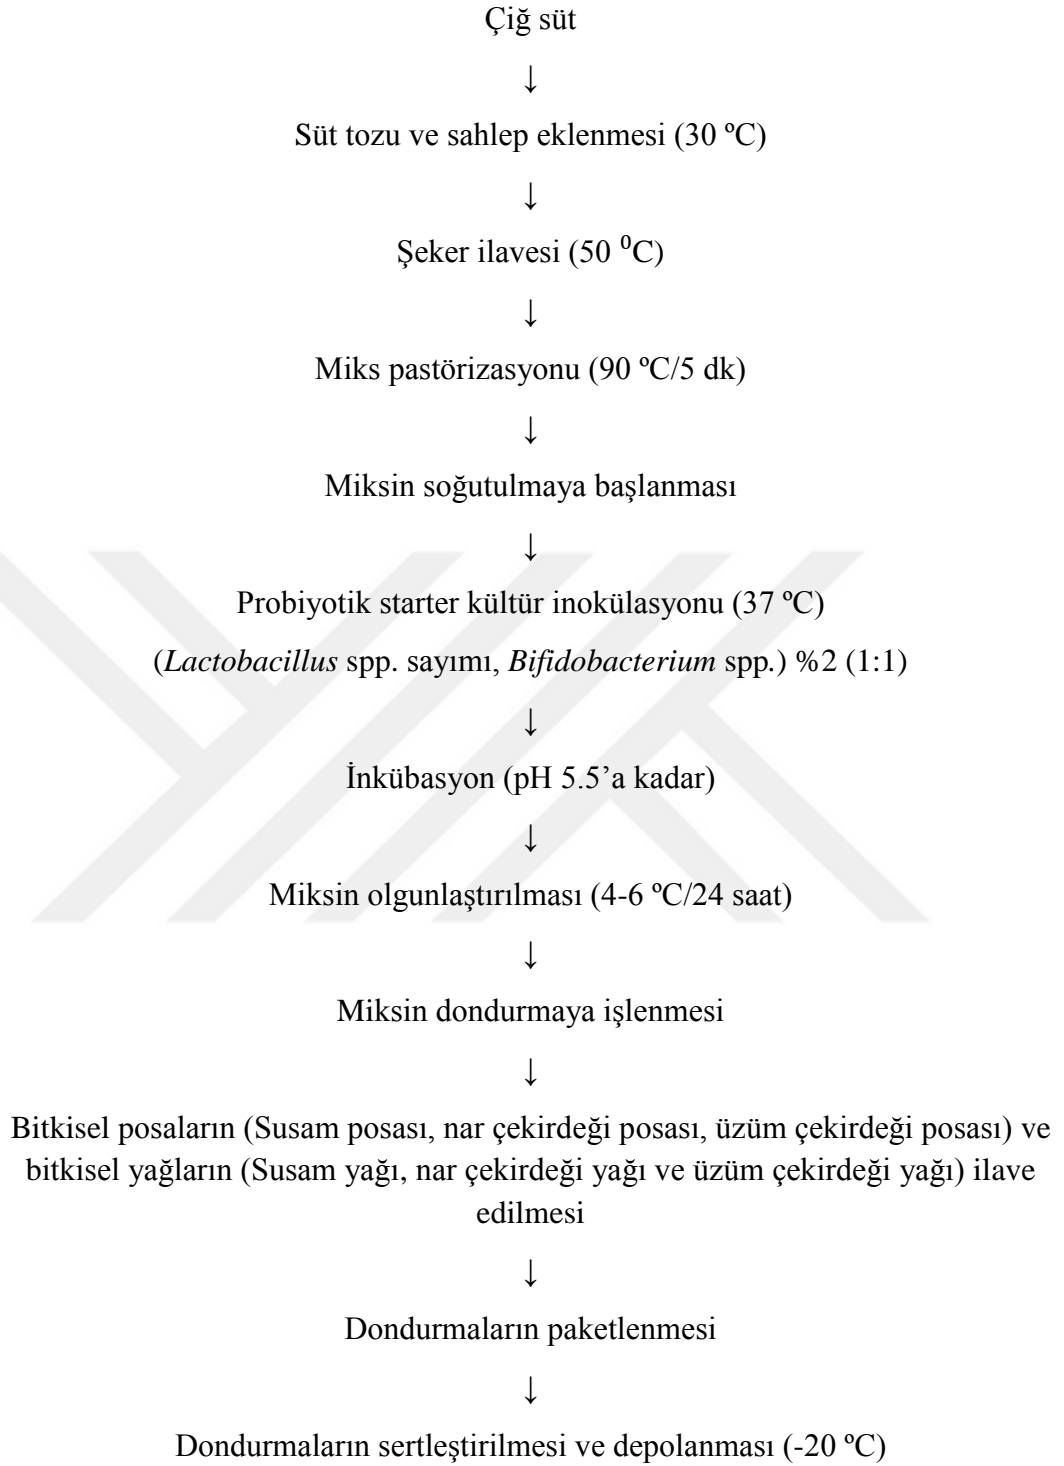 Çiğ süt
↓
Süt tozu ve sahlep eklenmesi (30 ºC)
↓
Şeker ilavesi (50 ⁰C)
↓
Miks pastörizasyonu (90 ºC/5 dk)
↓
Miksin soğutulmaya başlanması
↓
Probiyotik starter kültür inokülasyonu (37 ºC)
(Lactobacillus spp. sayımı, Bifidobacterium spp.) %2 (1:1)
↓
İnkübasyon (pH 5.5’a kadar)
↓
Miksin olgunlaştırılması (4-6 ºC/24 saat)
↓
Miksin dondurmaya işlenmesi
↓
Bitkisel posaların (Susam posası, nar çekirdeği posası, üzüm çekirdeği posası) ve
bitkisel yağların (Susam yağı, nar çekirdeği yağı ve üzüm çekirdeği yağı) ilave
edilmesi
↓
Dondurmaların paketlenmesi
↓
Dondurmaların sertleştirilmesi ve depolanması (-20 ºC)